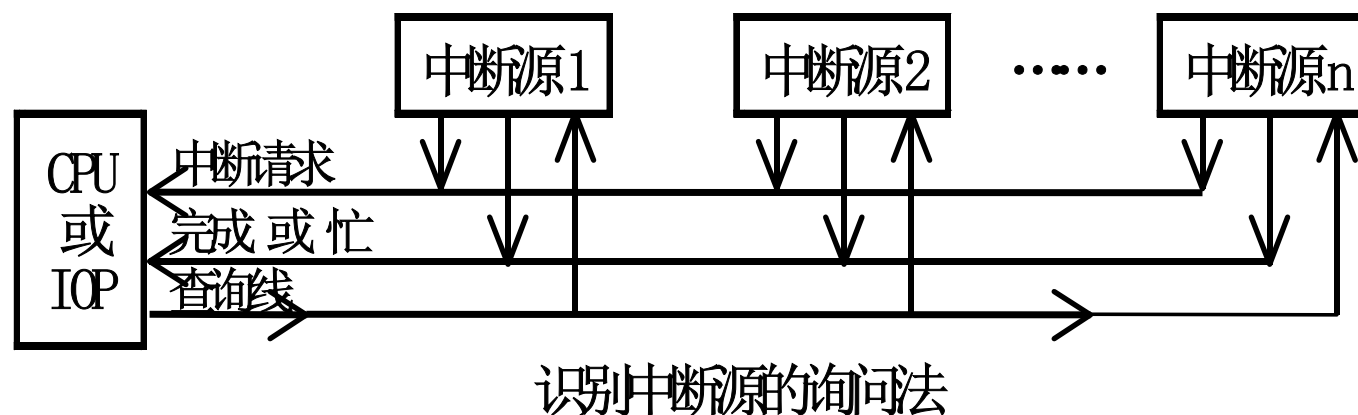 中断源1
中断源2
······
中断源n
CPU
或
IOP
中断请求
完成 或 忙
查询线
识别中断源的询问法